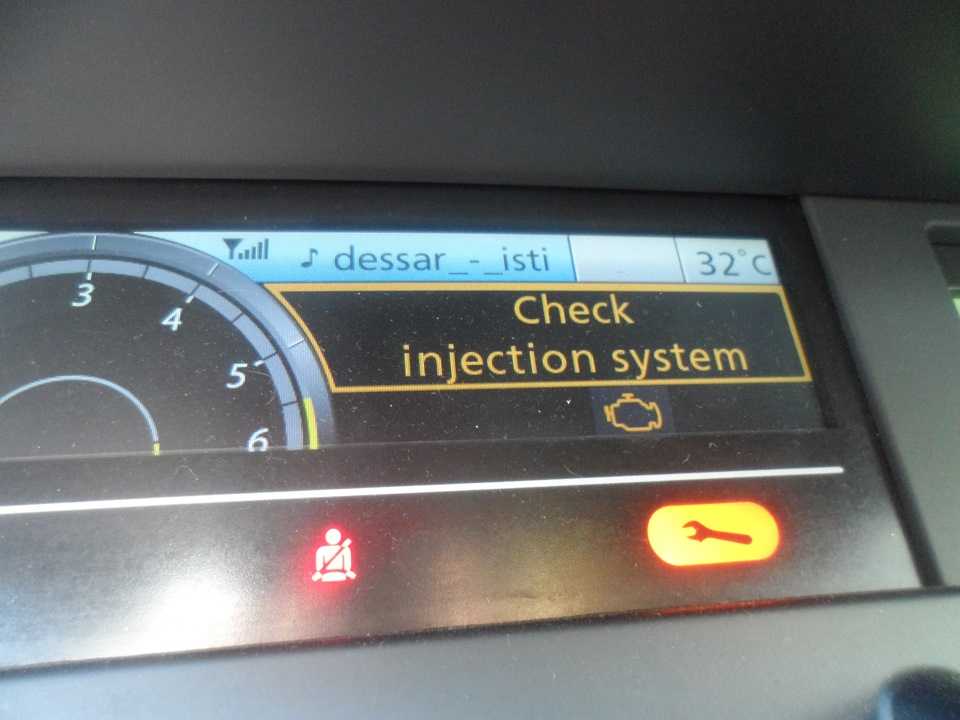 dessar_-_isti
32°C
Check
injection system
3
4
5
6